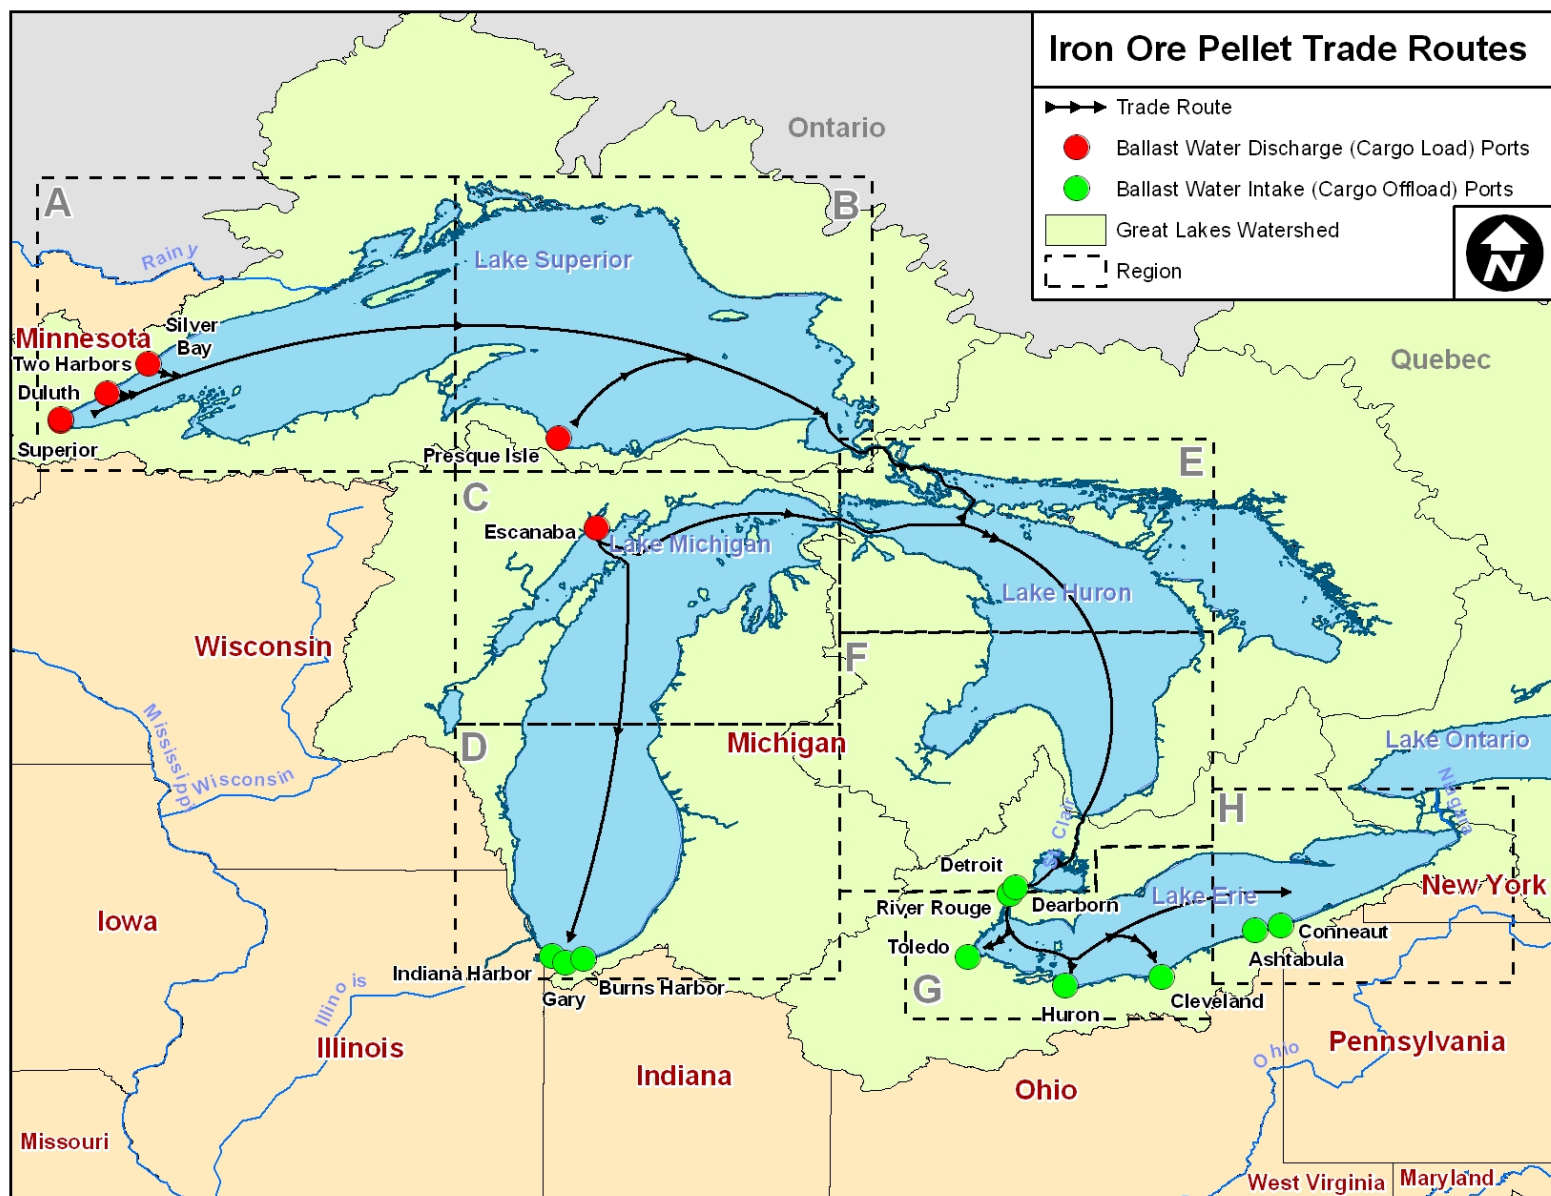 Iron Ore Pellet Trade Routes
Trade Route
Ballast Water Discharge (Cargo Load) Ports
Ballast Water Intake (Cargo Offload) Ports
Great Lakes Watershed
Region
N
Ontario
A
B
Rainy
Lake Superior
Minnesota
Silver
Bay
Two Harbors
Duluth
Superior
Presque Isle
Quebec
E
C
Escanaba
Lake Michigan
Lake Huron
Wisconsin
F
Mississippi
D
Michigan
Lake Ontario
Wisconsin
Niagra
H
St Clair
Detroit
Dearborn
River Rouge
Lake Erie
New York
Iowa
Toledo
Conneaut
Ashtabula
Indiana Harbor
Gary
Burns Harbor
G
Huron
Cleveland
Illinois
Illinois
Indiana
Ohio
Ohio
Pennsylvania
Missouri
West Virginia
Maryland